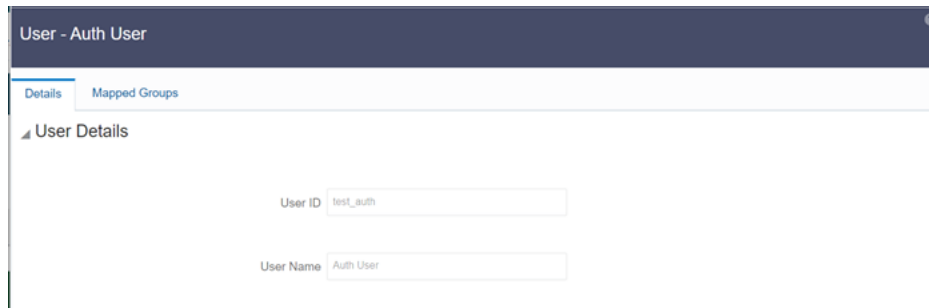 User - Auth User
Details Mapped Groups
User Details
User ID test_auth
User Name Auth User